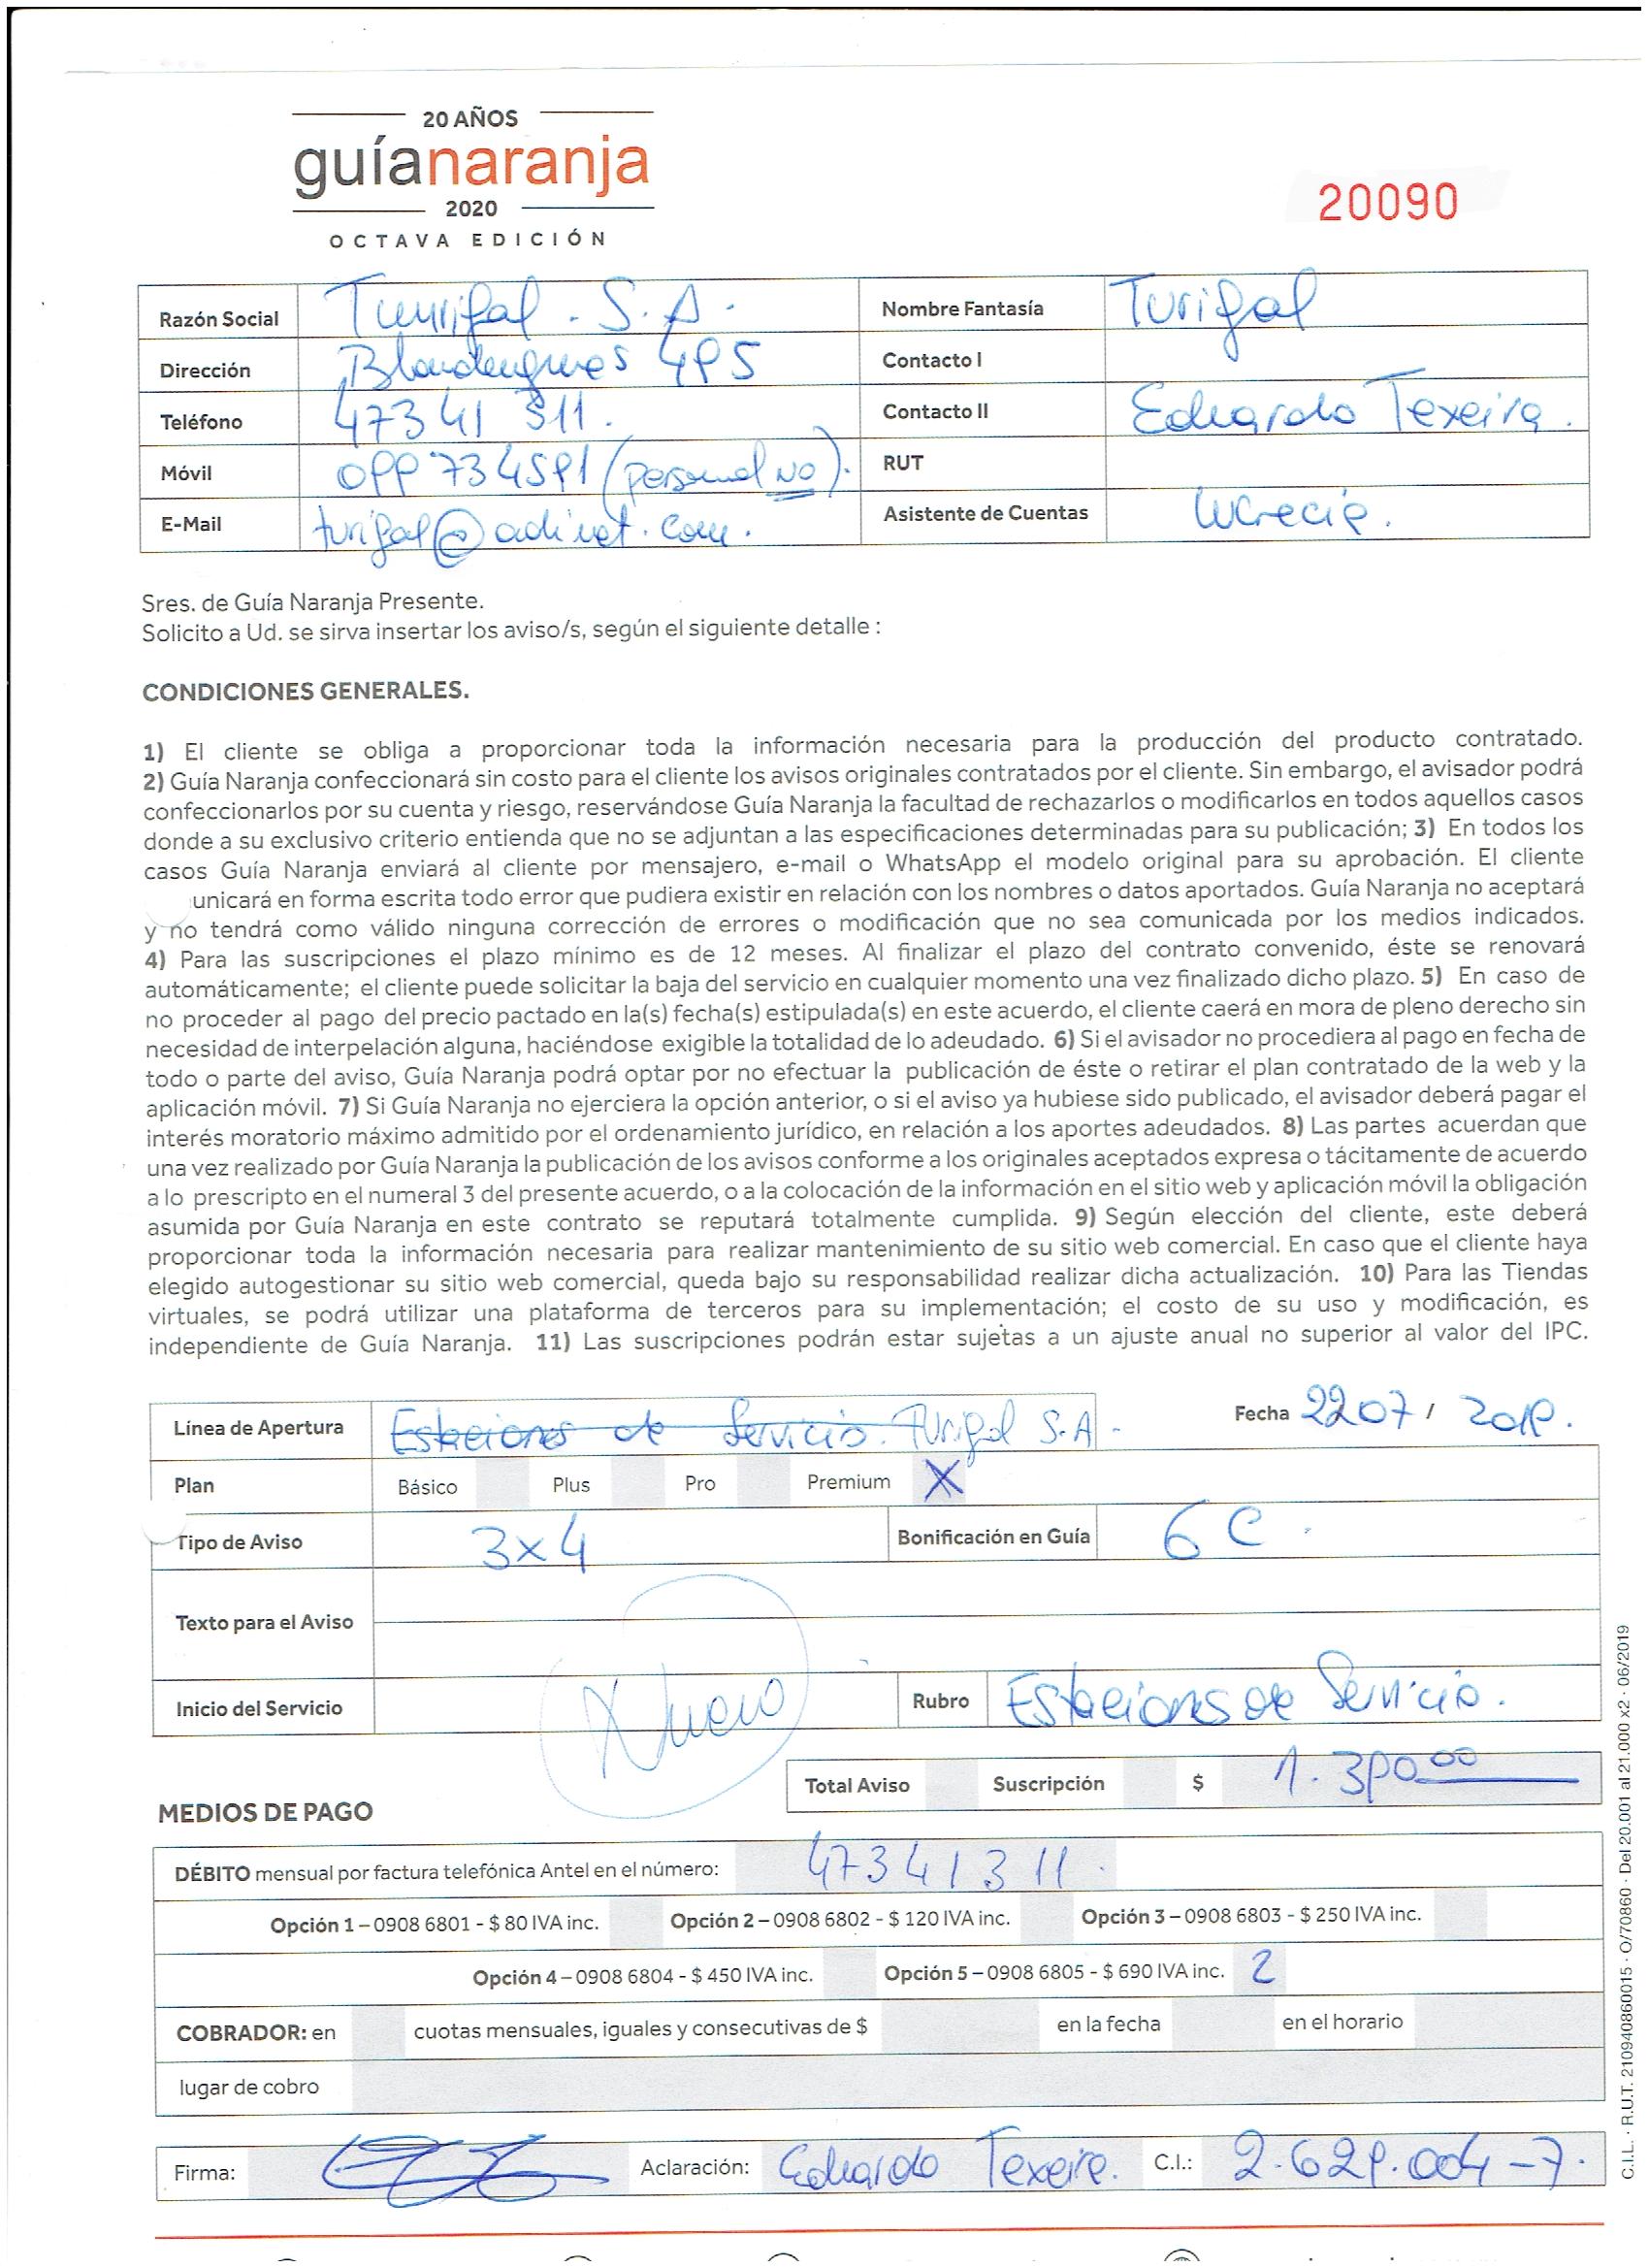 20 AÑOS
guíanaranja
2020
OCTAVA EDICIÓN
20090
Razón Social Turrifal. S.A. Nombre Fantasía Turifal
Dirección Blandengues 495 Contacto I
Teléfono 473 41 311. Contacto II Eduardo Texeira.
Móvil 099 734591 (personal NO). RUT
E-Mail turifal@adinet.com. Asistente de Cuentas Lucrecia.
Sres. de Guía Naranja Presente.
Solicito a Ud. se sirva insertar los aviso/s, según el siguiente detalle :
CONDICIONES GENERALES.
1) El cliente se obliga a proporcionar toda la información necesaria para la producción del producto contratado.
2) Guía Naranja confeccionará sin costo para el cliente los avisos originales contratados por el cliente. Sin embargo, el avisador podrá
confeccionarlos por su cuenta y riesgo, reservándose Guía Naranja la facultad de rechazarlos o modificarlos en todos aquellos casos
donde a su exclusivo criterio entienda que no se adjuntan a las especificaciones determinadas para su publicación; 3) En todos los
casos Guía Naranja enviará al cliente por mensajero, e-mail o WhatsApp el modelo original para su aprobación. El cliente
unicará en forma escrita todo error que pudiera existir en relación con los nombres o datos aportados. Guía Naranja no aceptará
y no tendrá como válido ninguna corrección de errores o modificación que no sea comunicada por los medios indicados.
4) Para las suscripciones el plazo mínimo es de 12 meses. Al finalizar el plazo del contrato convenido, éste se renovará
automáticamente; el cliente puede solicitar la baja del servicio en cualquier momento una vez finalizado dicho plazo. 5) En caso de
no proceder al pago del precio pactado en la(s) fecha(s) estipulada(s) en este acuerdo, el cliente caerá en mora de pleno derecho sin
necesidad de interpelación alguna, haciéndose exigible la totalidad de lo adeudado. 6) Si el avisador no procediera al pago en fecha de
todo o parte del aviso, Guía Naranja podrá optar por no efectuar la publicación de éste o retirar el plan contratado de la web y la
aplicación móvil. 7) Si Guía Naranja no ejerciera la opción anterior, o si el aviso ya hubiese sido publicado, el avisador deberá pagar el
interés moratorio máximo admitido por el ordenamiento jurídico, en relación a los aportes adeudados. 8) Las partes acuerdan que
una vez realizado por Guía Naranja la publicación de los avisos conforme a los originales aceptados expresa o tácitamente de acuerdo
a lo prescripto en el numeral 3 del presente acuerdo, o a la colocación de la información en el sitio web y aplicación móvil la obligación
asumida por Guía Naranja en este contrato se reputará totalmente cumplida. 9) Según elección del cliente, este deberá
proporcionar toda la información necesaria para realizar mantenimiento de su sitio web comercial. En caso que el cliente haya
elegido autogestionar su sitio web comercial, queda bajo su responsabilidad realizar dicha actualización. 10) Para las Tiendas
virtuales, se podrá utilizar una plataforma de terceros para su implementación; el costo de su uso y modificación, es
independiente de Guía Naranja. 11) Las suscripciones podrán estar sujetas a un ajuste anual no superior al valor del IPC.
Línea de Apertura Estaciones de Servicio. Turifal S.A. Fecha 22 07 / 2019.
Plan Básico Plus Pro Premium X
Tipo de Aviso 3x4 Bonificación en Guía 6 C.
Texto para el Aviso
Inicio del Servicio Nuevo Rubro Estaciones de Servicio.
Total Aviso Suscripción $ 1.390.00
MEDIOS DE PAGO
DÉBITO mensual por factura telefónica Antel en el número: 47341311.
Opción 1 – 0908 6801 - $ 80 IVA inc. Opción 2 – 0908 6802 - $ 120 IVA inc. Opción 3 – 0908 6803 - $ 250 IVA inc.
Opción 4 – 0908 6804 - $ 450 IVA inc. Opción 5 – 0908 6805 - $ 690 IVA inc. 2
COBRADOR: en cuotas mensuales, iguales y consecutivas de $ en la fecha en el horario
lugar de cobro
Firma: Aclaración: Eduardo Texeira. C.I.: 2.629.004-7.
C.I.L. · R.U.T. 210940860015 · O/70860 · Del 20.001 al 21.000 x2 · 06/2019